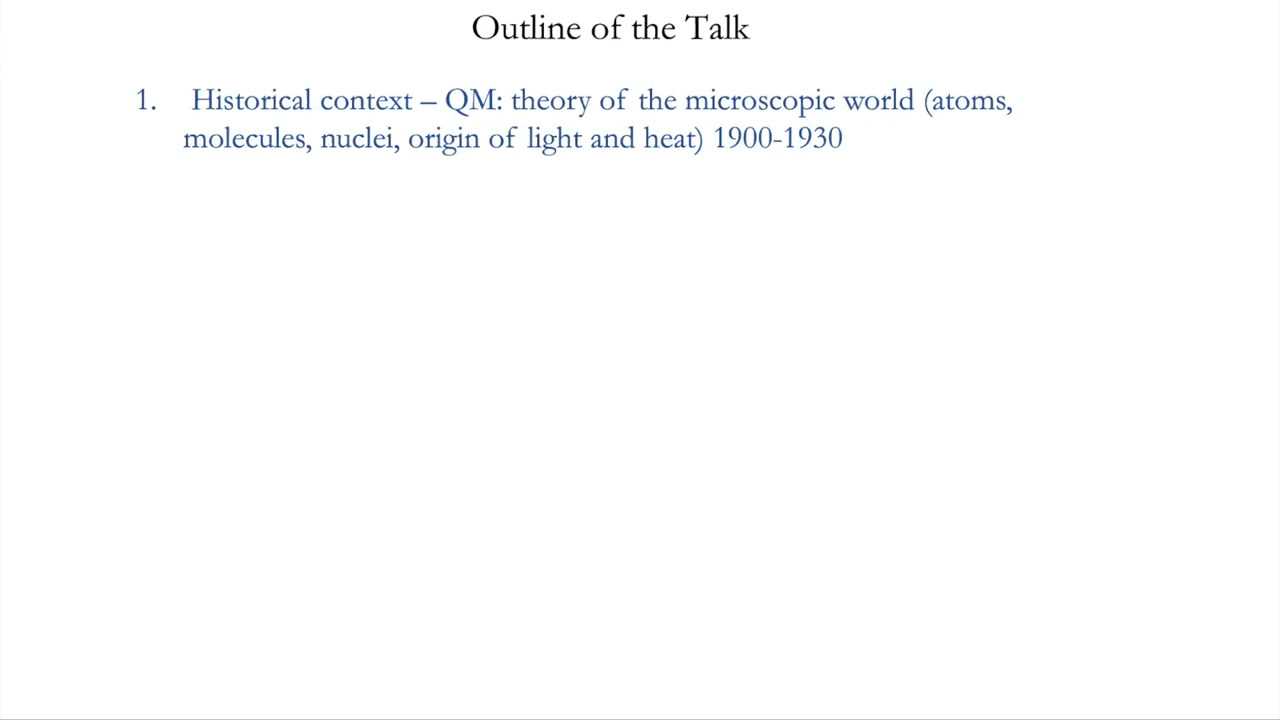 Outline of the Talk
1. Historical context – QM: theory of the microscopic world (atoms,
molecules, nuclei, origin of light and heat) 1900-1930